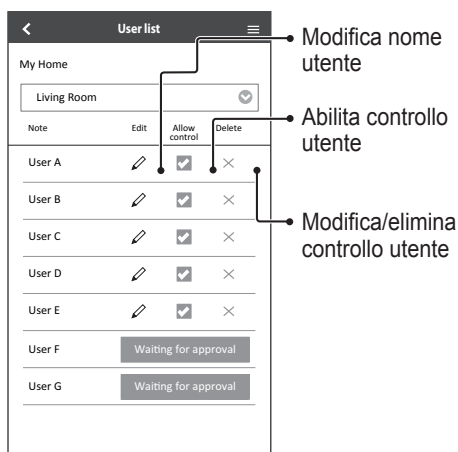 User list
My Home
Living Room
Note Edit Allow control Delete
User A
User B
User C
User D
User E
User F Waiting for approval
User G Waiting for approval
Modifica nome
utente
Abilita controllo
utente
Modifica/elimina
controllo utente